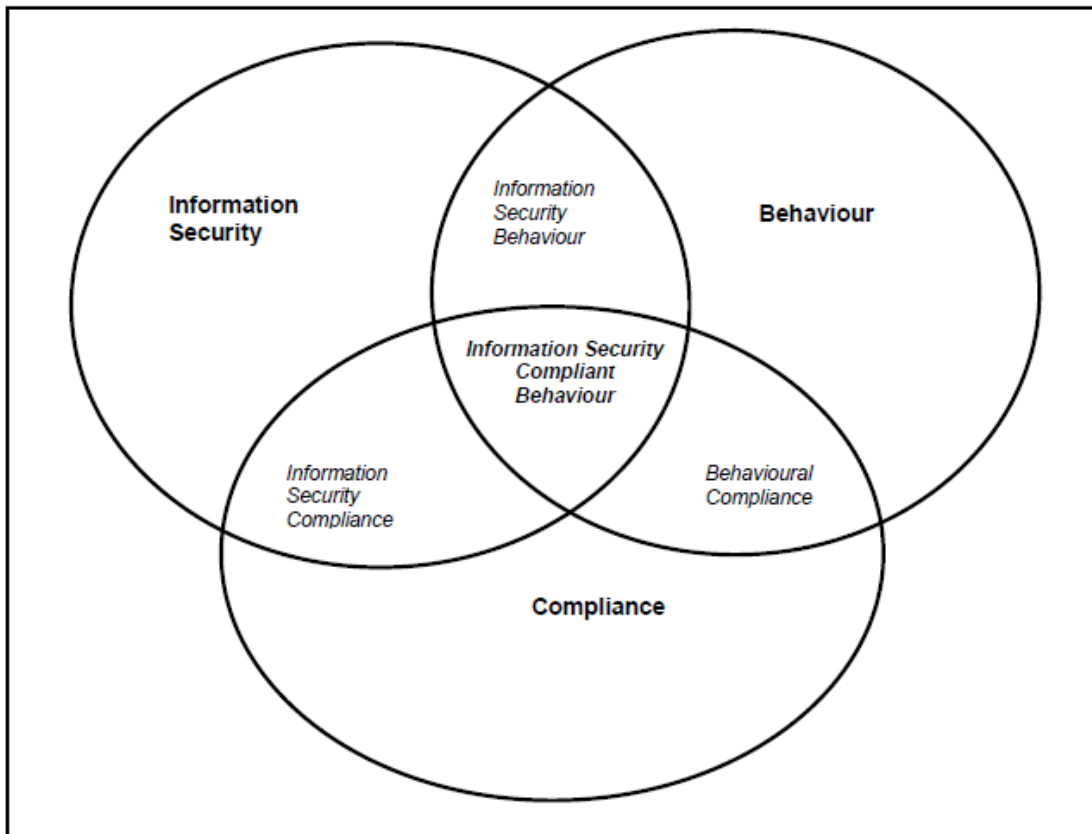 Information
Security
Information
Security
Behaviour
Behaviour
Information Security
Compliant
Behaviour
Information
Security
Compliance
Behavioural
Compliance
Compliance